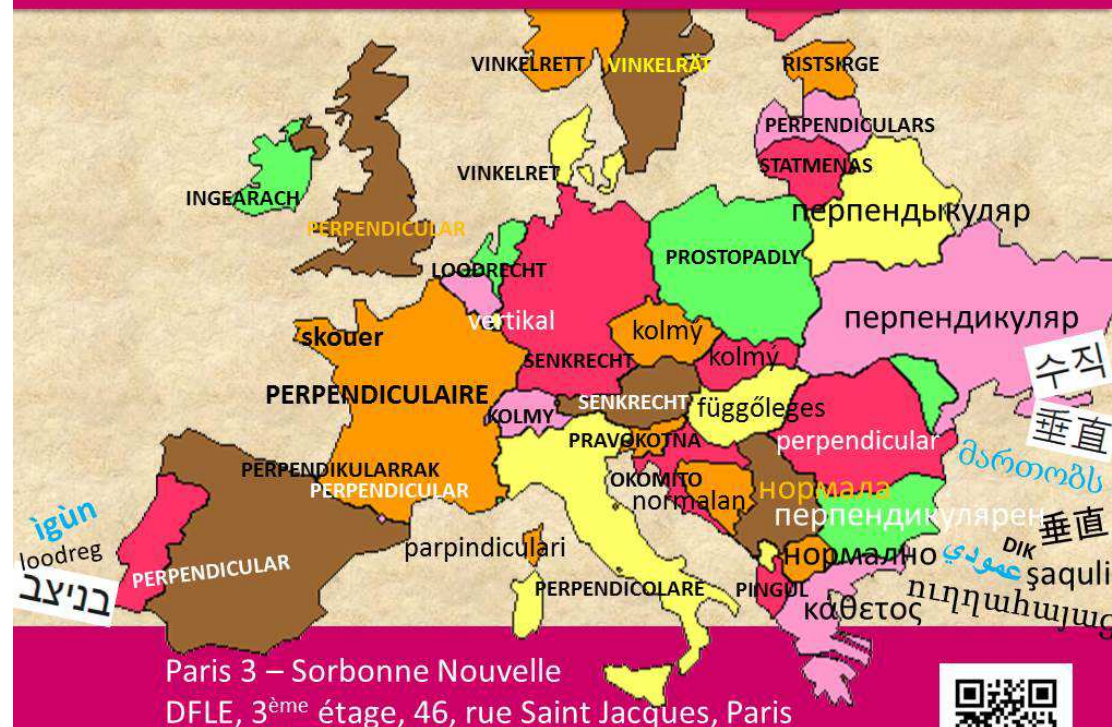 VINKELRETT
VINKELRÄT
RISTSIRGE
PERPENDICULARS
STATMENAS
VINKELRET
INGEARACH
перпендыкуляр
PERPENDICULAR
PROSTOPADLY
LOODRECHT
vertikal
перпендикуляр
skouer
kolmý
kolmý
SENKRECHT
수직
PERPENDICULAIRE
KOLMY
SENKRECHT
függőleges
垂直
PRAVOKOTNA
perpendicular
მართობს
PERPENDIKULARRAK
PERPENDICULAR
OKOMITO
normalan
нормала
перпендикулярен
ìgùn
loodreg
בניצב
PERPENDICULAR
parpindiculari
PERPENDICOLARE
PINGUL
нормално
عمودي
DIK
垂直
şaquli
κάθετος
ուղղահայաց
Paris 3 – Sorbonne Nouvelle
DFLE, 3ème étage, 46, rue Saint Jacques, Paris